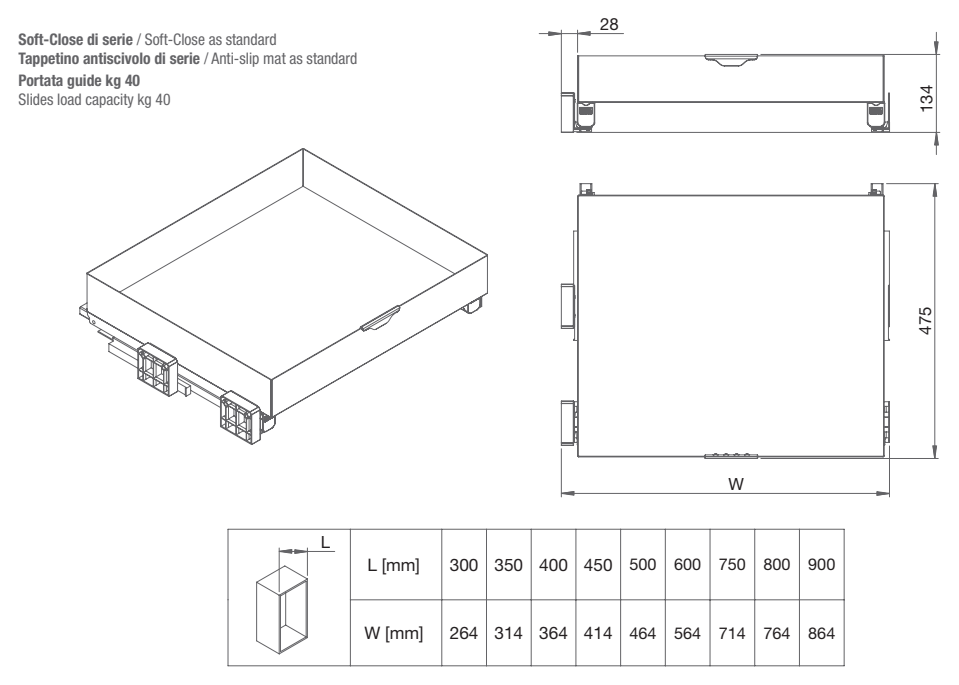 Soft-Close di serie / Soft-Close as standard
Tappetino antiscivolo di serie / Anti-slip mat as standard
Portata guide kg 40
Slides load capacity kg 40
28
134
475
W
L
L [mm] 300 350 400 450 500 600 750 800 900
W [mm] 264 314 364 414 464 564 714 764 864